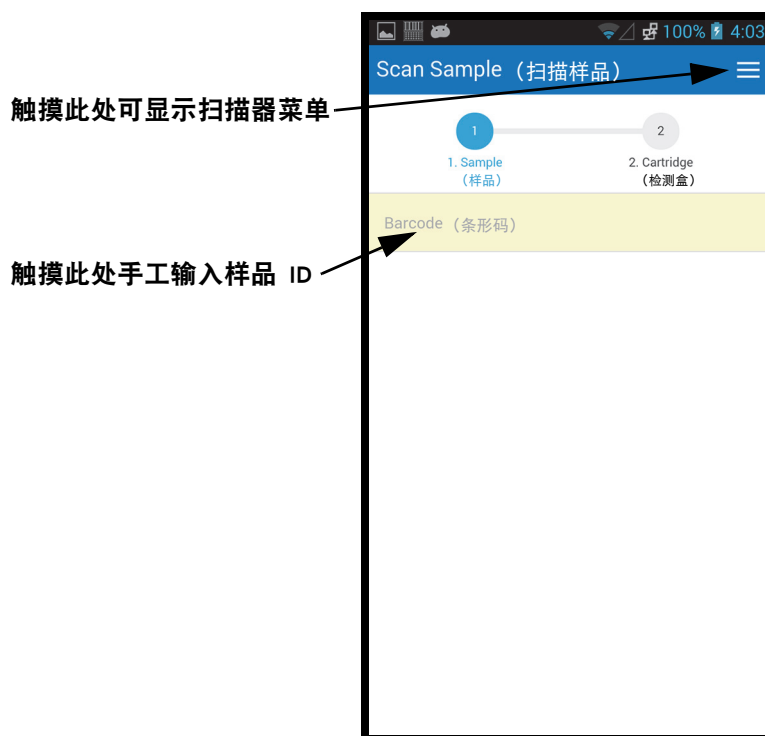 100% 4:03
Scan Sample（扫描样品）
触摸此处可显示扫描器菜单
1
2
1. Sample
（样品）
2. Cartridge
（检测盒）
Barcode（条形码）
触摸此处手工输入样品 ID